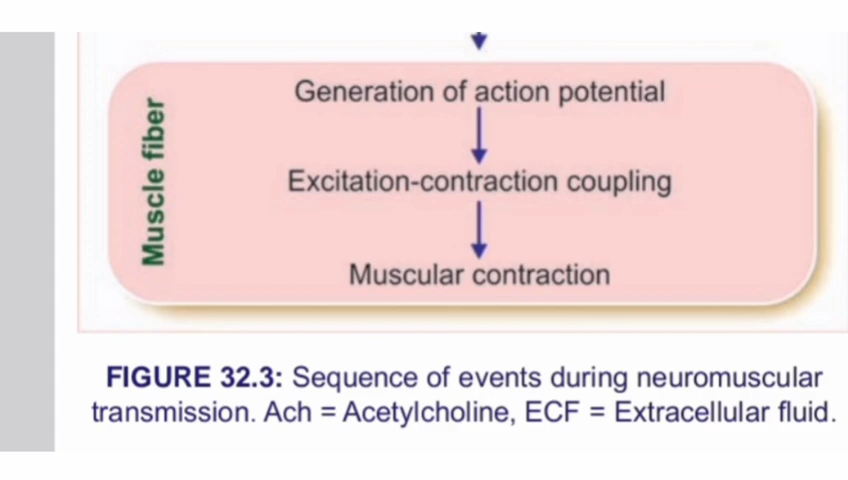 Generation of action potential
Muscle fiber
Excitation-contraction coupling
Muscular contraction
FIGURE 32.3: Sequence of events during neuromuscular
transmission. Ach = Acetylcholine, ECF = Extracellular fluid.